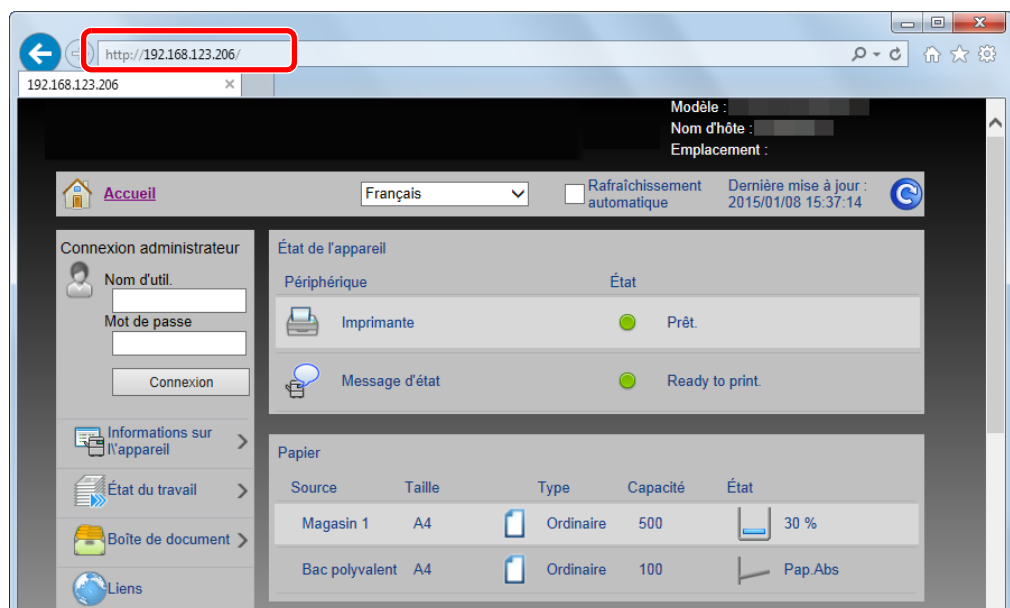 http://192.168.123.206/
192.168.123.206
Modèle :
Nom d'hôte :
Emplacement :
Accueil
Français
Rafraîchissement
automatique
Dernière mise à jour :
2015/01/08 15:37:14
Connexion administrateur
Nom d'util.
Mot de passe
Connexion
Informations sur
l\'appareil
État du travail
Boîte de document
Liens
État de l'appareil
Périphérique État
Imprimante Prêt.
Message d'état Ready to print.
Papier
Source Taille Type Capacité État
Magasin 1 A4 Ordinaire 500 30 %
Bac polyvalent A4 Ordinaire 100 Pap.Abs